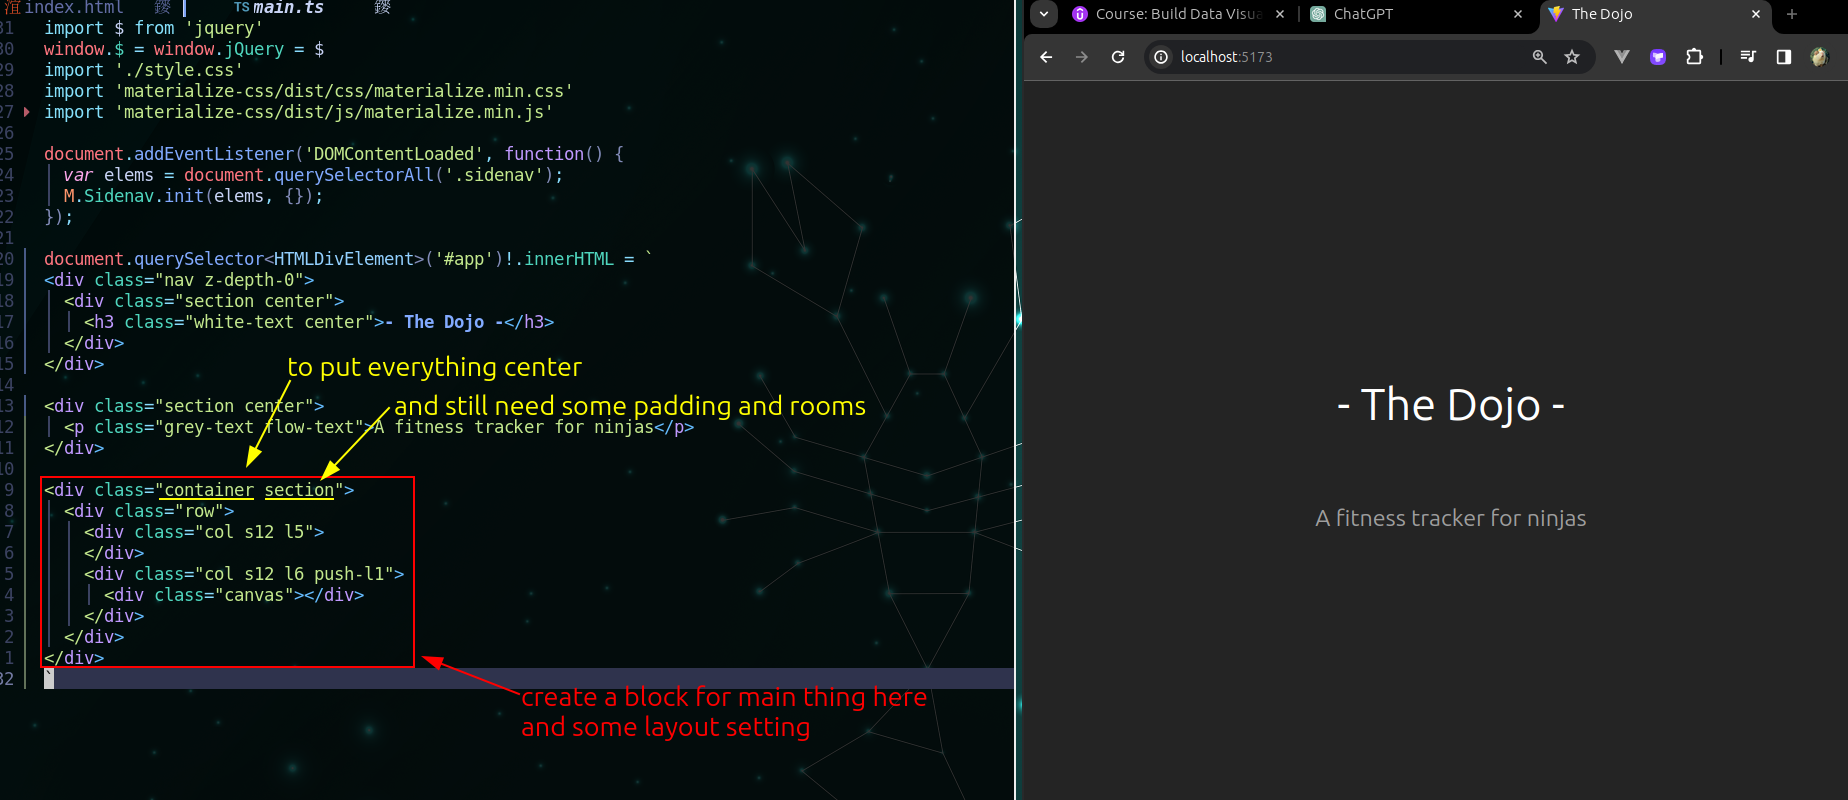 index.html
TS main.ts
Course: Build Data Visua
ChatGPT
The Dojo
localhost:5173
31 import $ from 'jquery'
30 window.$ = window.jQuery = $
29 import './style.css'
28 import 'materialize-css/dist/css/materialize.min.css'
27 import 'materialize-css/dist/js/materialize.min.js'
26
25 document.addEventListener('DOMContentLoaded', function() {
24 var elems = document.querySelectorAll('.sidenav');
23 M.Sidenav.init(elems, {});
22 });
21
20 document.querySelector<HTMLDivElement>('#app')!.innerHTML = `
19 <div class="nav z-depth-0">
18 <div class="section center">
17 <h3 class="white-text center">- The Dojo -</h3>
16 </div>
15 </div>
to put everything center
14
13 <div class="section center">
and still need some padding and rooms
12 <p class="grey-text flow-text">A fitness tracker for ninjas</p>
11 </div>
10
9 <div class="container section">
8 <div class="row">
7 <div class="col s12 l5">
6 </div>
5 <div class="col s12 l6 push-l1">
4 <div class="canvas"></div>
3 </div>
2 </div>
1 </div>
32 `
create a block for main thing here
and some layout setting
- The Dojo -
A fitness tracker for ninjas